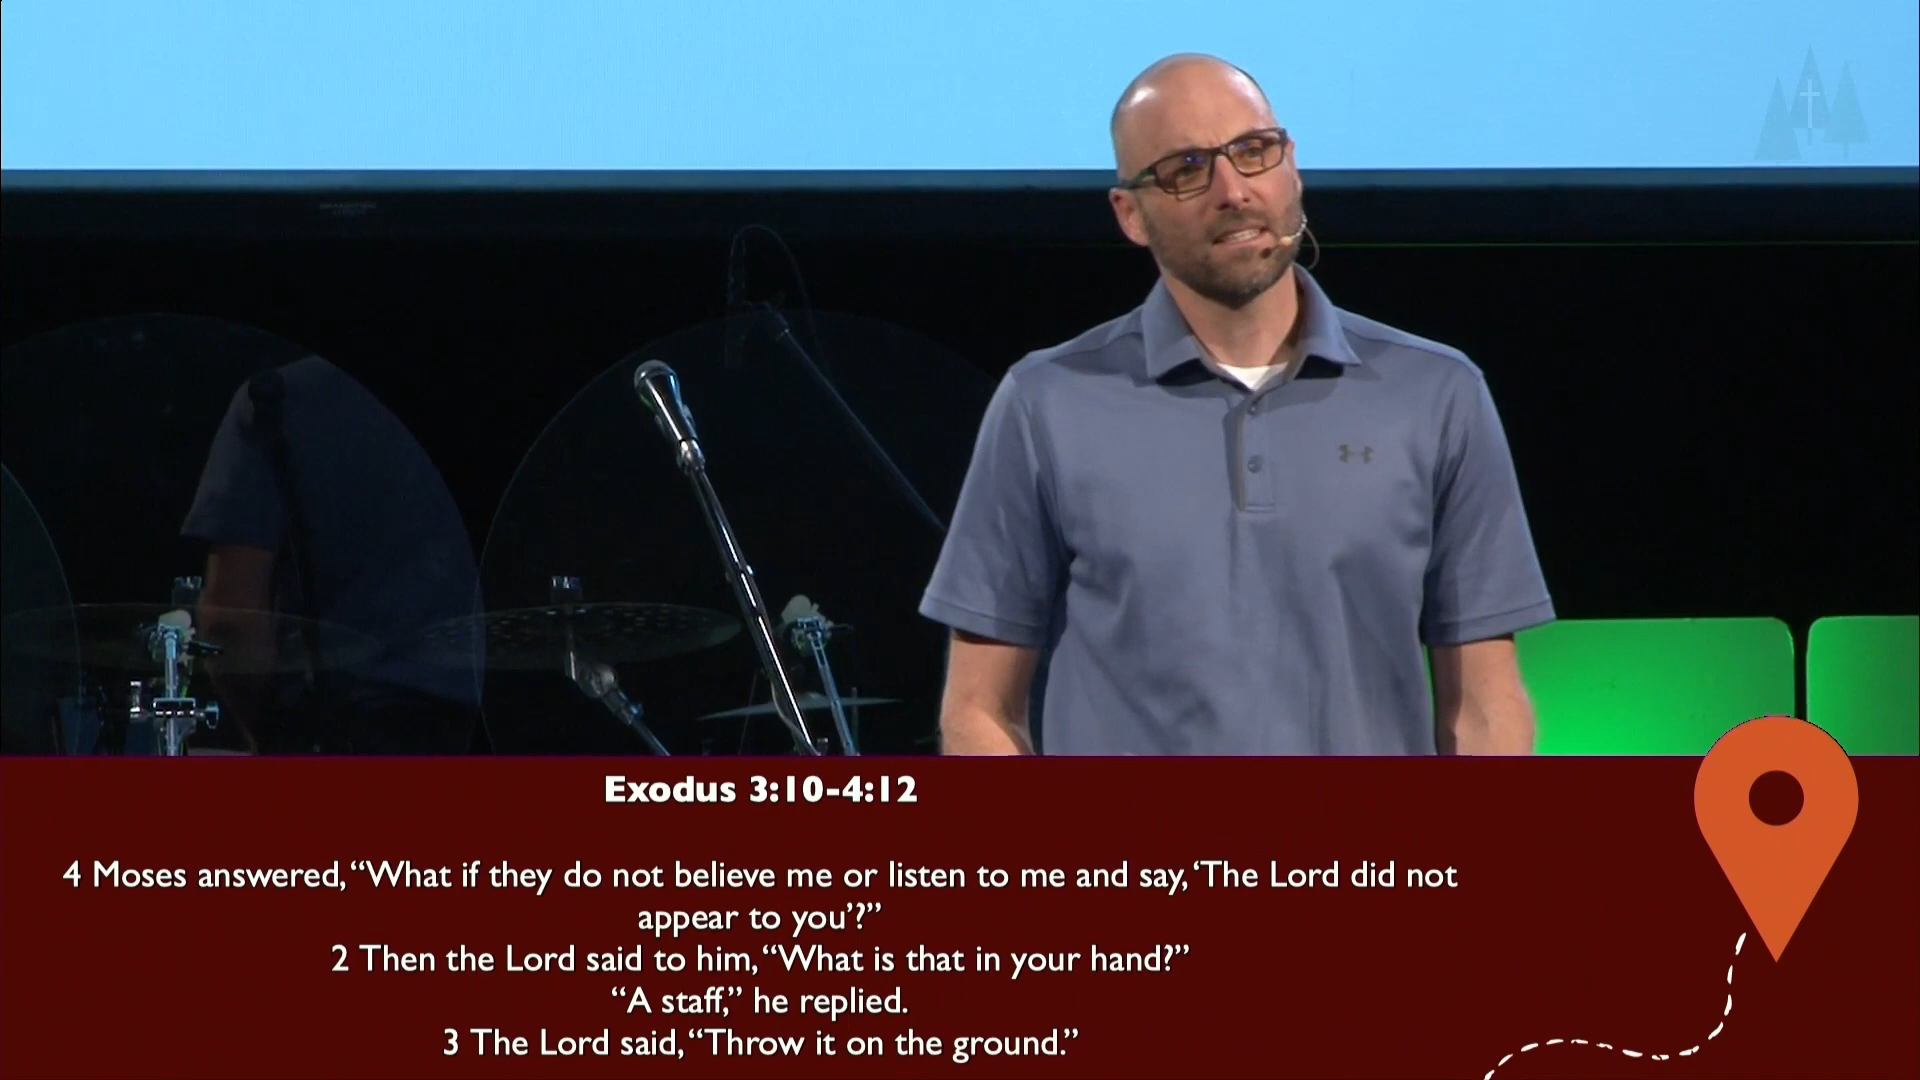 Exodus 3:10-4:12
4 Moses answered, “What if they do not believe me or listen to me and say, ‘The Lord did not
appear to you’?”
2 Then the Lord said to him, “What is that in your hand?”
“A staff,” he replied.
3 The Lord said, “Throw it on the ground.”